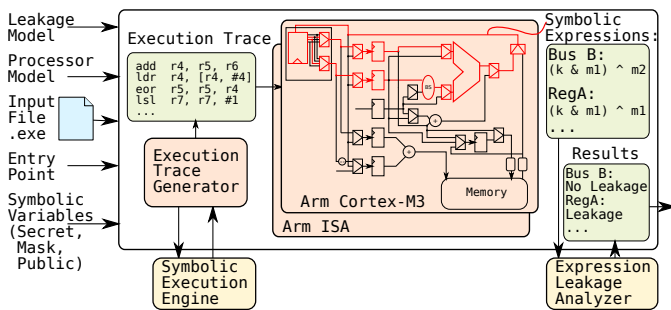 Leakage
Model
Processor
Model
Input
File
.exe
Entry
Point
Symbolic
Variables
(Secret,
Mask,
Public)
Execution Trace
add r4, r5, r6
ldr r4, [r4, #4]
eor r5, r5, r4
lsl r7, r7, #1
...
Execution
Trace
Generator
Symbolic
Execution
Engine
BS
+
+
Memory
Arm Cortex-M3
Arm ISA
Symbolic
Expressions:
Bus B:
(k & m1) ^ m2
RegA:
(k & m1) ^ m1
...
Results
Bus B:
No Leakage
RegA:
Leakage
...
Expression
Leakage
Analyzer